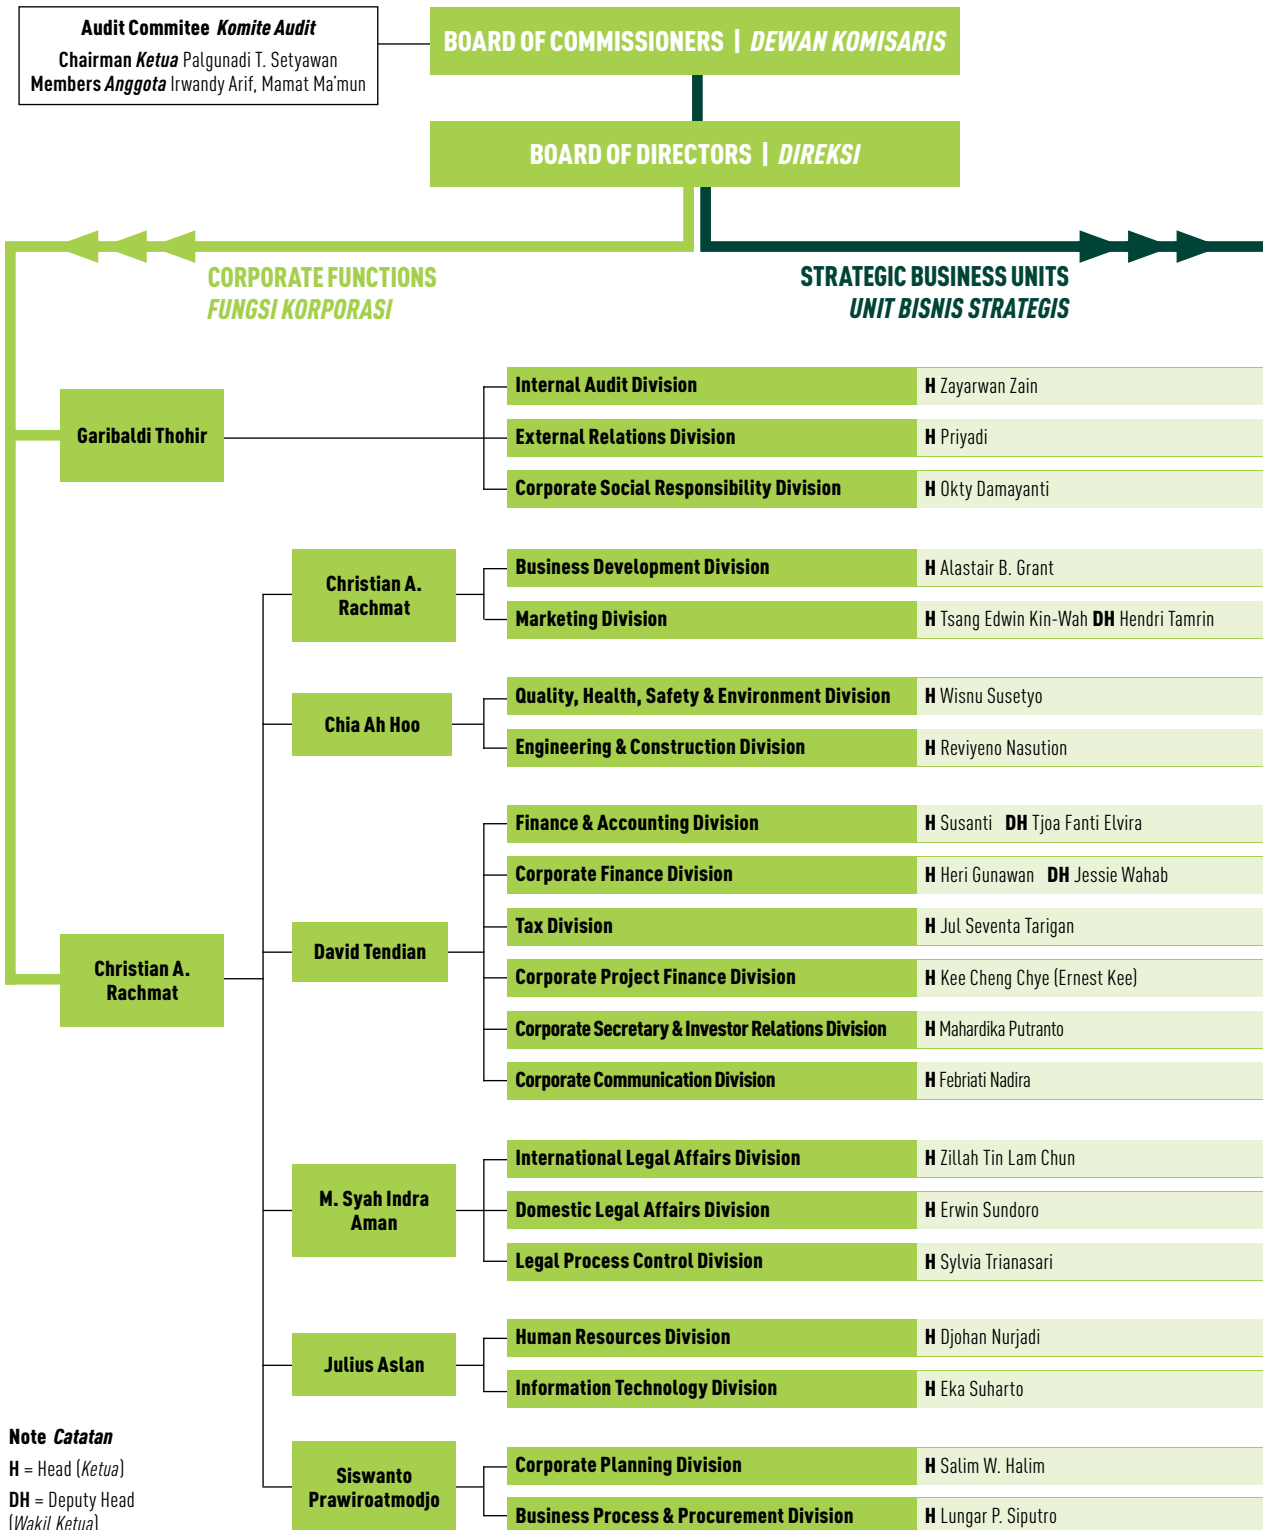 Audit Commitee Komite Audit
Chairman Ketua Palgunadi T. Setyawan
Members Anggota Irwandy Arif, Mamat Ma'mun
BOARD OF COMMISSIONERS | DEWAN KOMISARIS
BOARD OF DIRECTORS | DIREKSI
CORPORATE FUNCTIONS
FUNGSI KORPORASI
STRATEGIC BUSINESS UNITS
UNIT BISNIS STRATEGIS
Garibaldi Thohir
Internal Audit Division
H Zayarwan Zain
External Relations Division
H Priyadi
Corporate Social Responsibility Division
H Okty Damayanti
Christian A.
Rachmat
Christian A.
Rachmat
Business Development Division
H Alastair B. Grant
Marketing Division
H Tsang Edwin Kin-Wah DH Hendri Tamrin
Chia Ah Hoo
Quality, Health, Safety & Environment Division
H Wisnu Susetyo
Engineering & Construction Division
H Reviyeno Nasution
David Tendian
Finance & Accounting Division
H Susanti DH Tjoa Fanti Elvira
Corporate Finance Division
H Heri Gunawan DH Jessie Wahab
Tax Division
H Jul Seventa Tarigan
Corporate Project Finance Division
H Kee Cheng Chye (Ernest Kee)
Corporate Secretary & Investor Relations Division
H Mahardika Putranto
Corporate Communication Division
H Febriati Nadira
M. Syah Indra
Aman
International Legal Affairs Division
H Zillah Tin Lam Chun
Domestic Legal Affairs Division
H Erwin Sundoro
Legal Process Control Division
H Sylvia Trianasari
Julius Aslan
Human Resources Division
H Djohan Nurjadi
Information Technology Division
H Eka Suharto
Siswanto
Prawiroatmodjo
Corporate Planning Division
H Salim W. Halim
Business Process & Procurement Division
H Lungar P. Siputro
Note Catatan
H = Head (Ketua)
DH = Deputy Head
(Wakil Ketua)